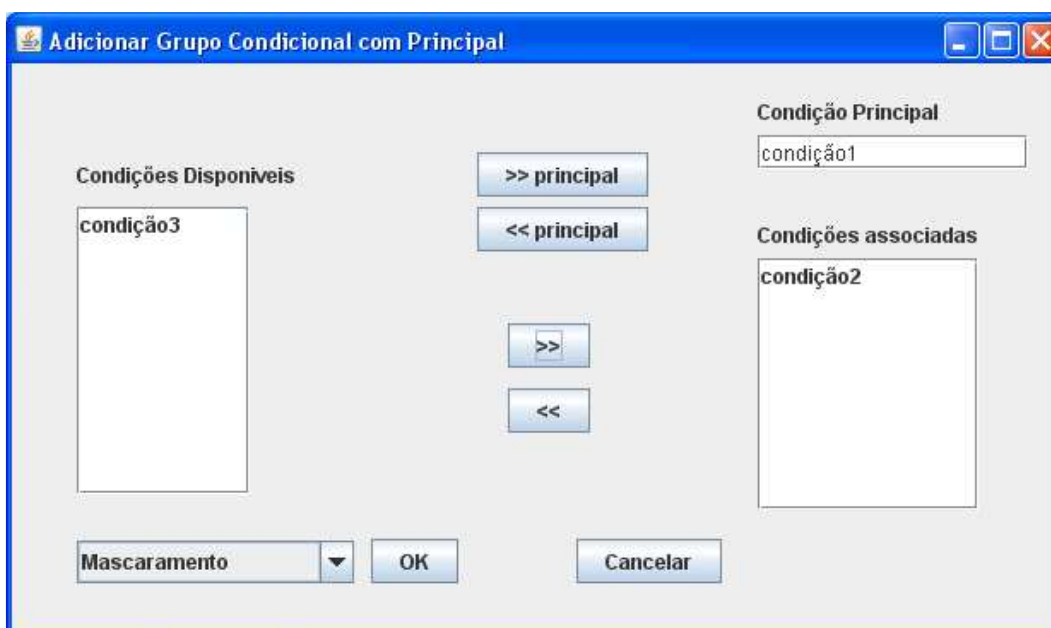 Adicionar Grupo Condicional com Principal
Condição Principal
condição1
Condições Disponiveis
>> principal
condição3
<< principal
Condições associadas
condição2
>>
<<
Mascaramento
OK
Cancelar